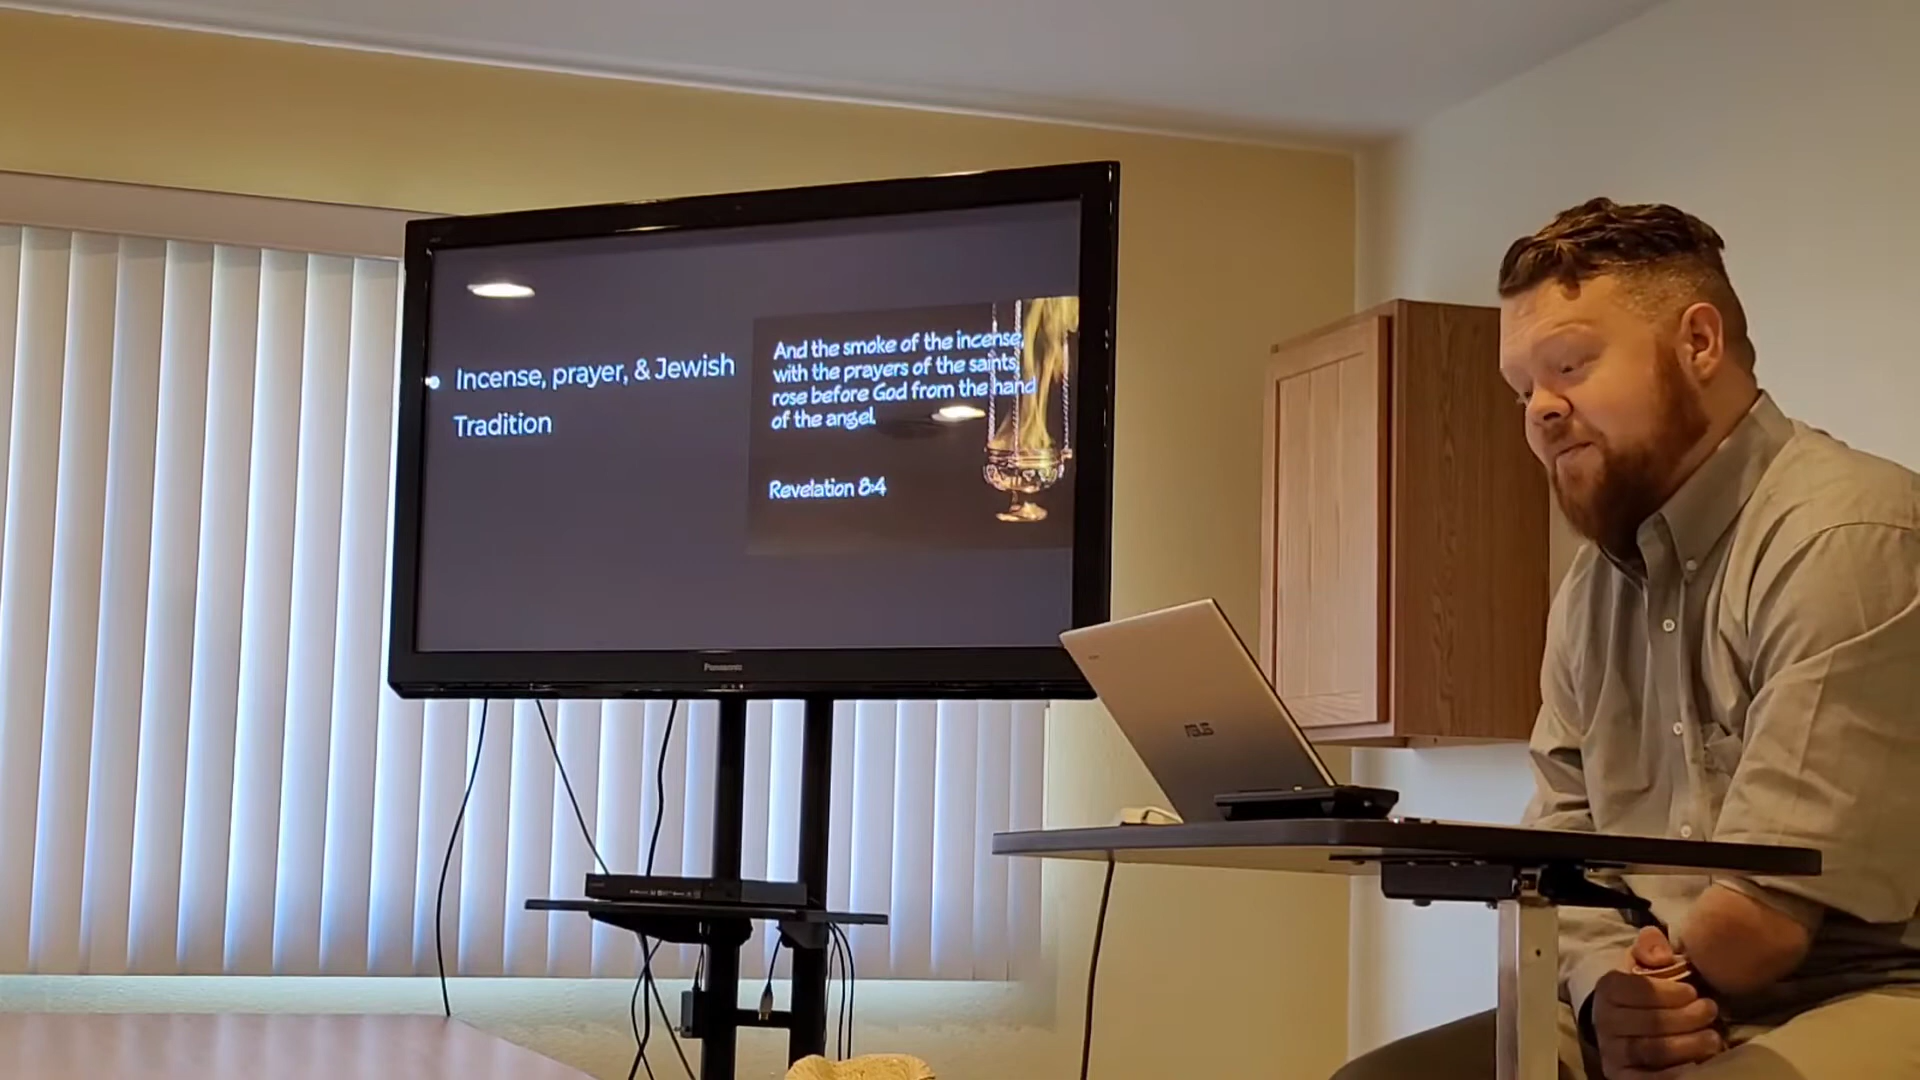 Incense, prayer, & Jewish
Tradition
And the smoke of the incense,
with the prayers of the saints,
rose before God from the hand
of the angel.
Revelation 8:4
Panasonic
ASUS